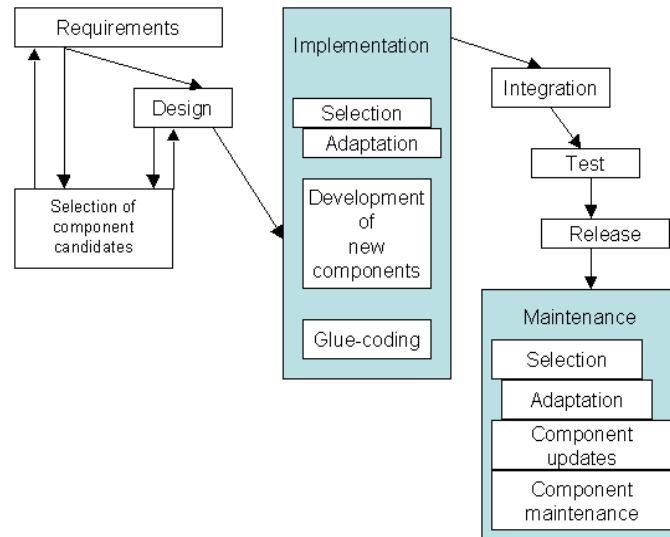 Requirements
Design
Selection of
component
candidates
Implementation
Selection
Adaptation
Development
of
new
components
Glue-coding
Integration
Test
Release
Maintenance
Selection
Adaptation
Component
updates
Component
maintenance